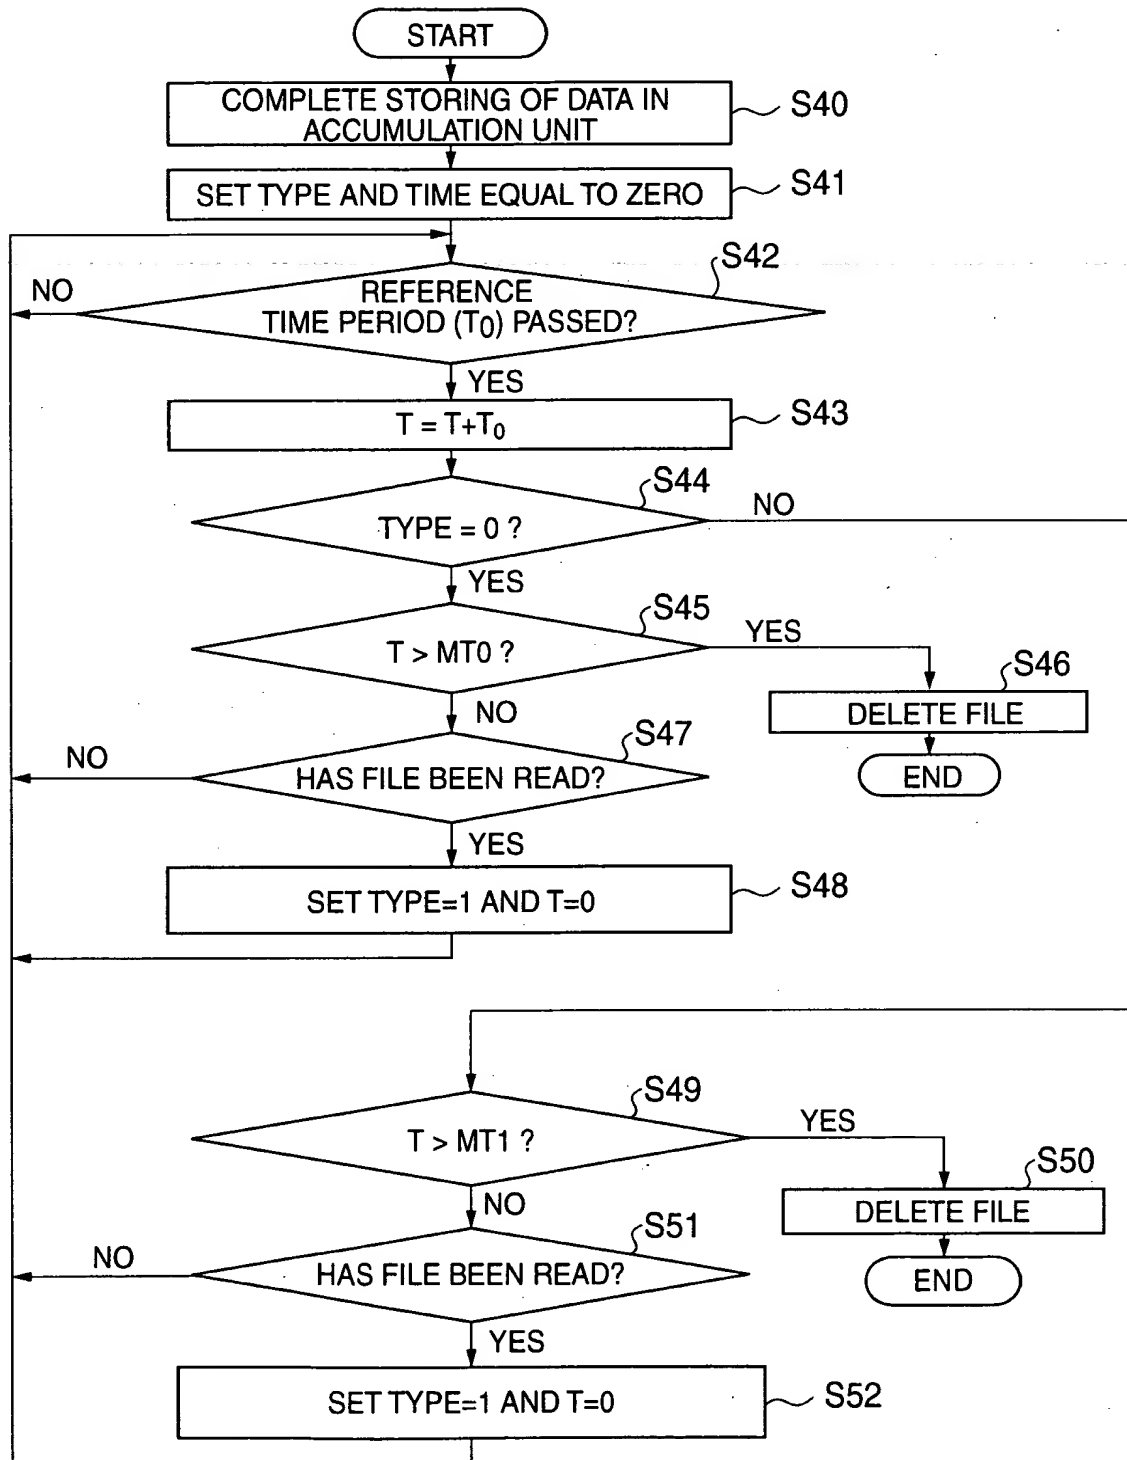 START
COMPLETE STORING OF DATA IN
ACCUMULATION UNIT
S40
SET TYPE AND TIME EQUAL TO ZERO
S41
S42
NO
REFERENCE
TIME PERIOD (T0) PASSED?
YES
T = T+T0
S43
S44
TYPE = 0 ?
NO
YES
S45
T > MT0 ?
YES
S46
DELETE FILE
NO
END
S47
NO
HAS FILE BEEN READ?
YES
SET TYPE=1 AND T=0
S48
S49
T > MT1 ?
YES
S50
DELETE FILE
NO
END
S51
NO
HAS FILE BEEN READ?
YES
SET TYPE=1 AND T=0
S52